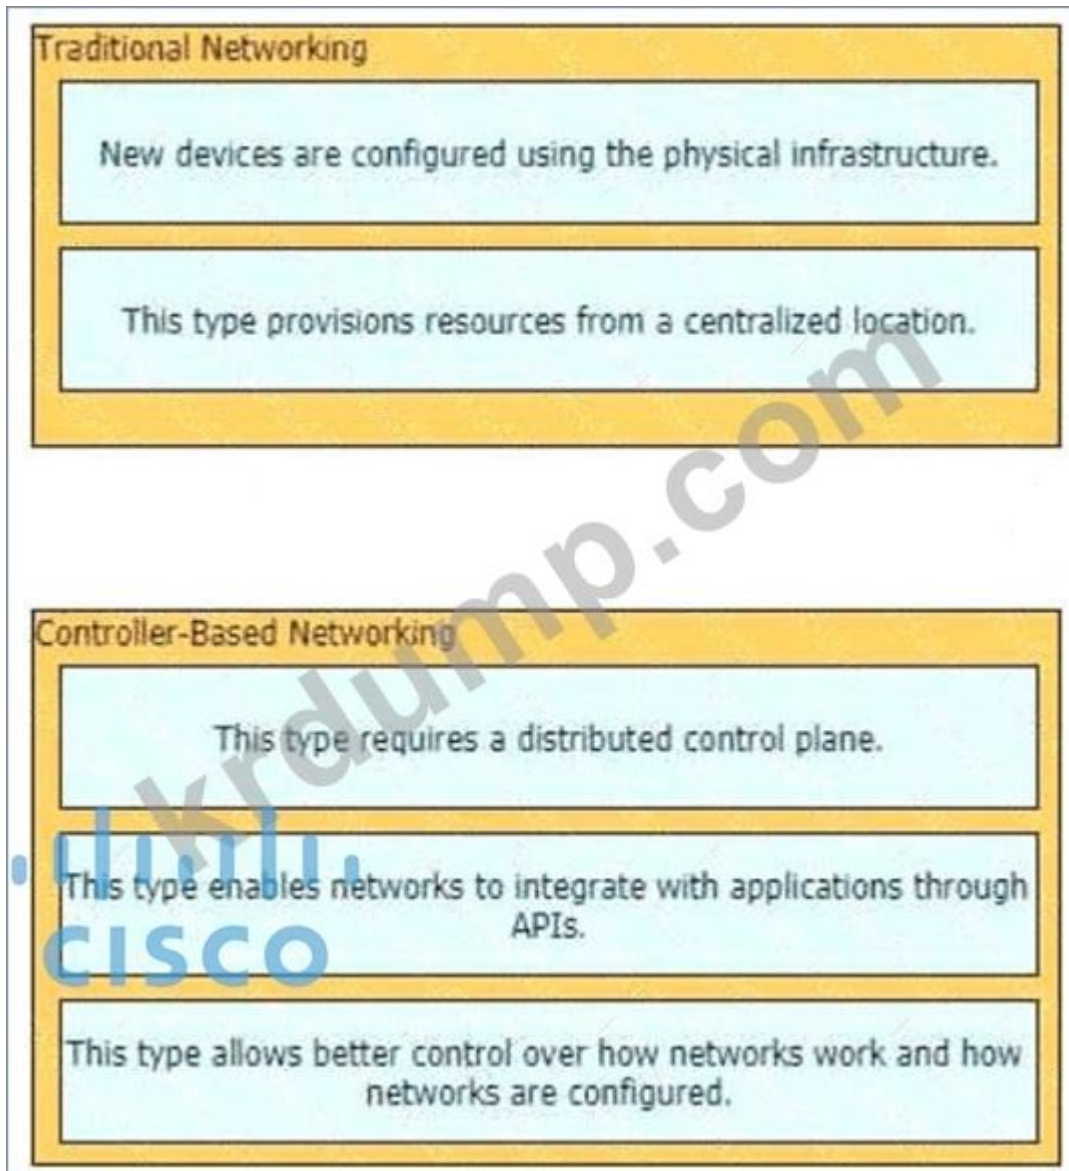 Traditional Networking
New devices are configured using the physical infrastructure.
This type provisions resources from a centralized location.
krdump.com
Controller-Based Networking
This type requires a distributed control plane.
This type enables networks to integrate with applications through
APIs.
CISCO
This type allows better control over how networks work and how
networks are configured.